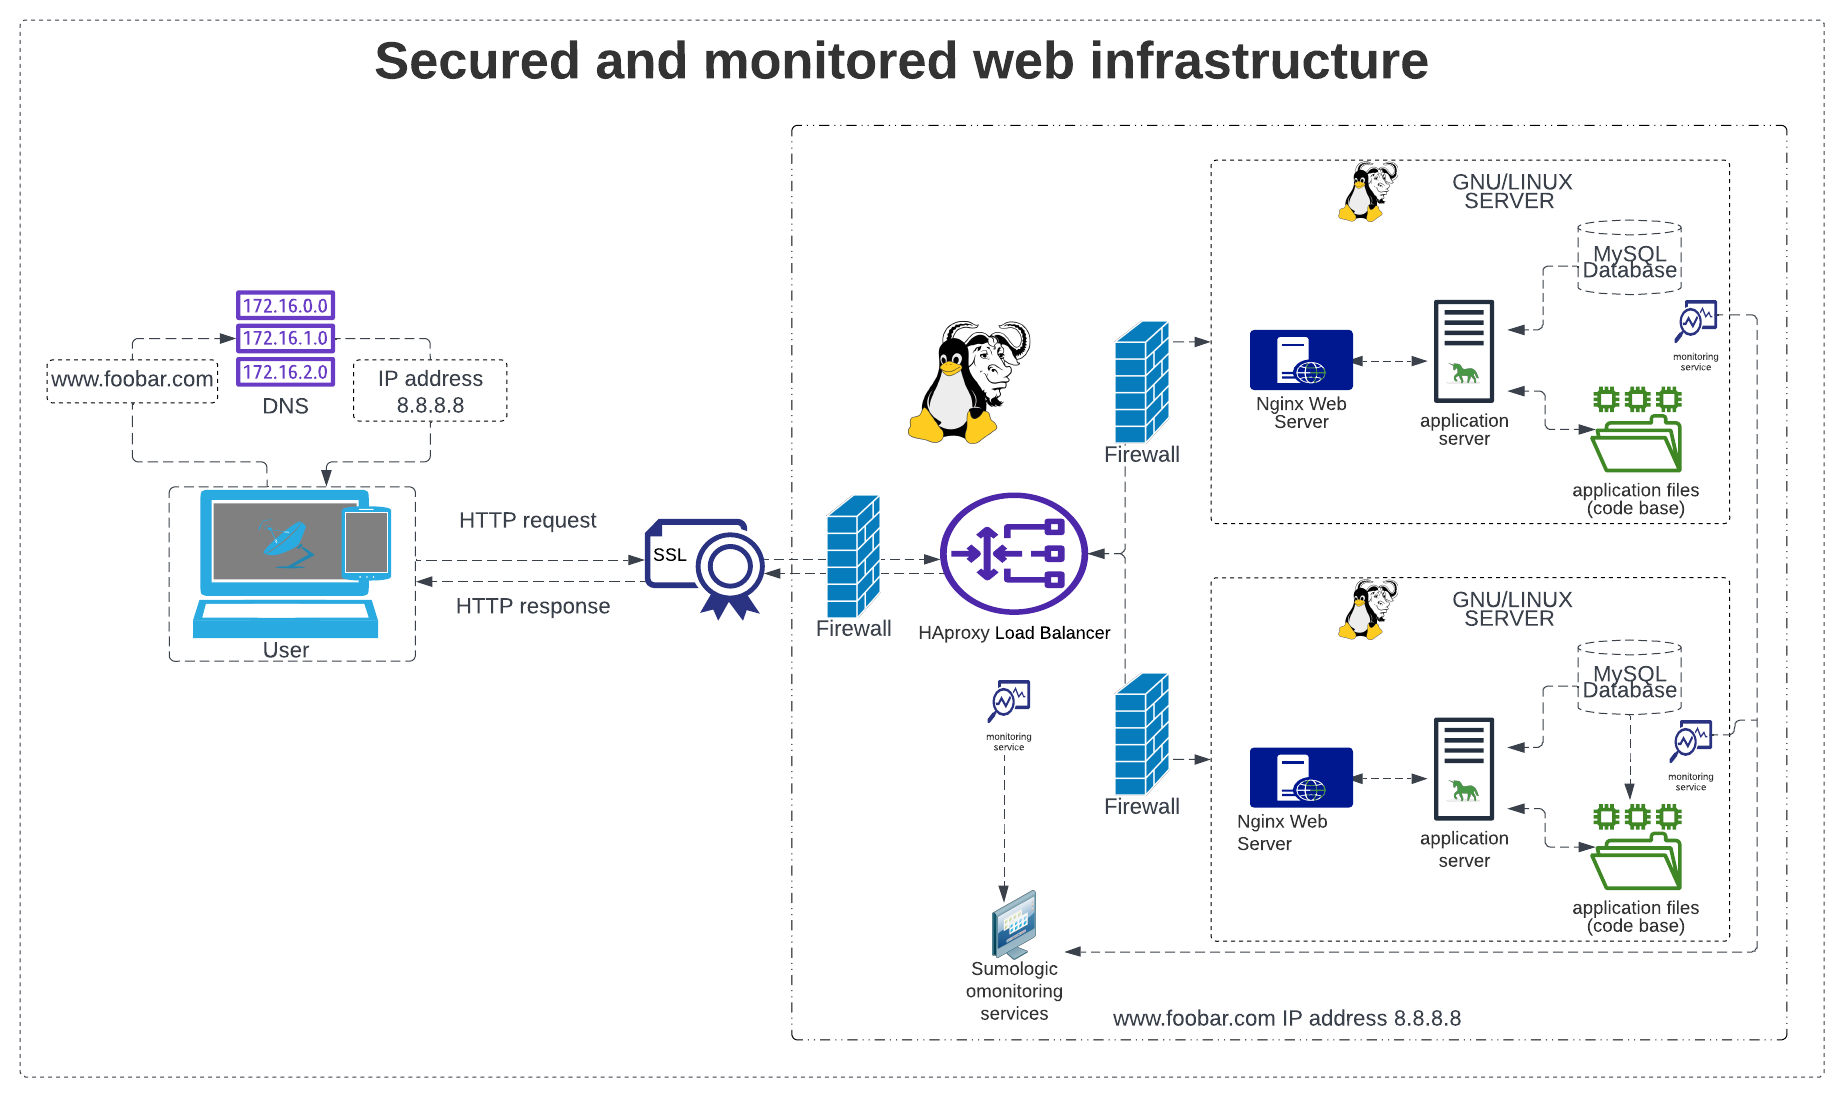 Secured and monitored web infrastructure
172.16.0.0
172.16.1.0
172.16.2.0
DNS
www.foobar.com
IP address
8.8.8.8
User
HTTP request
HTTP response
SSL
Firewall
HAproxy Load Balancer
Firewall
Firewall
monitoring
service
Sumologic
omonitoring
services
GNU/LINUX
SERVER
MySQL
Database
monitoring
service
Nginx Web
Server
application
server
application files
(code base)
GNU/LINUX
SERVER
MySQL
Database
monitoring
service
Nginx Web
Server
application
server
application files
(code base)
www.foobar.com IP address 8.8.8.8